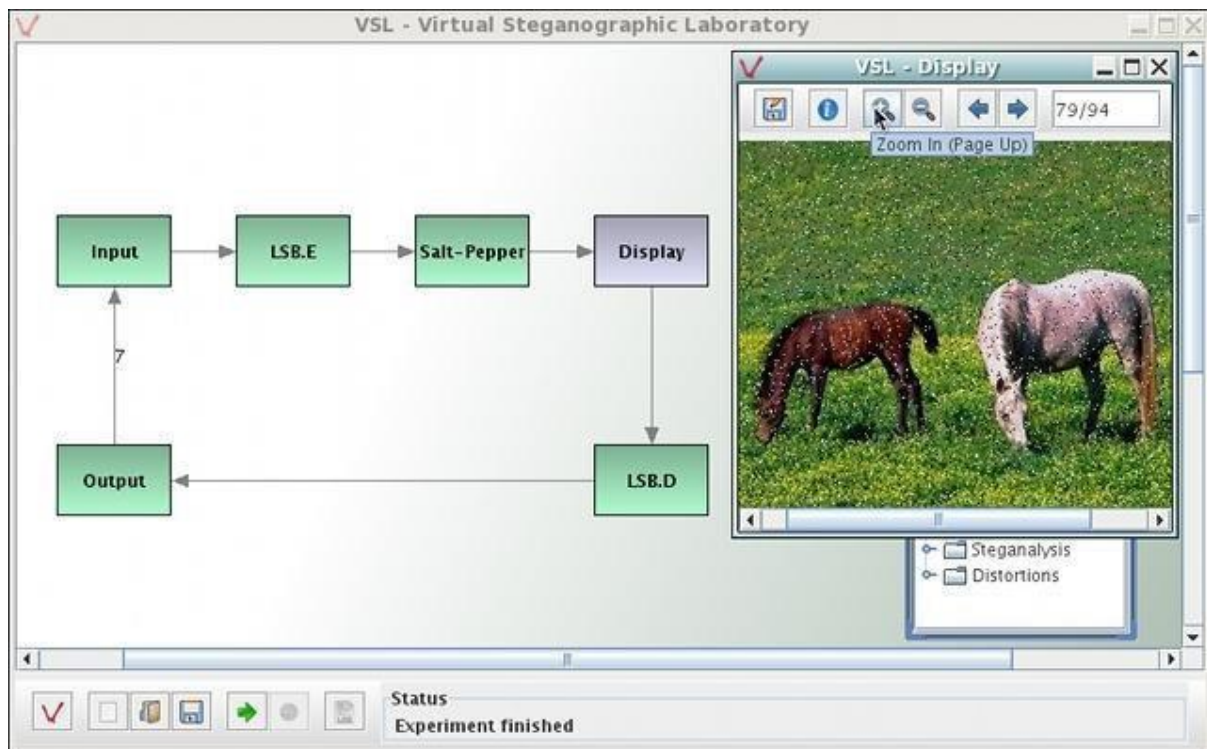 VSL - Virtual Steganographic Laboratory
VSL - Display
79/94
Zoom In (Page Up)
Input
LSB.E
Salt-Pepper
Display
7
Output
LSB.D
Steganalysis
Distortions
Status
Experiment finished